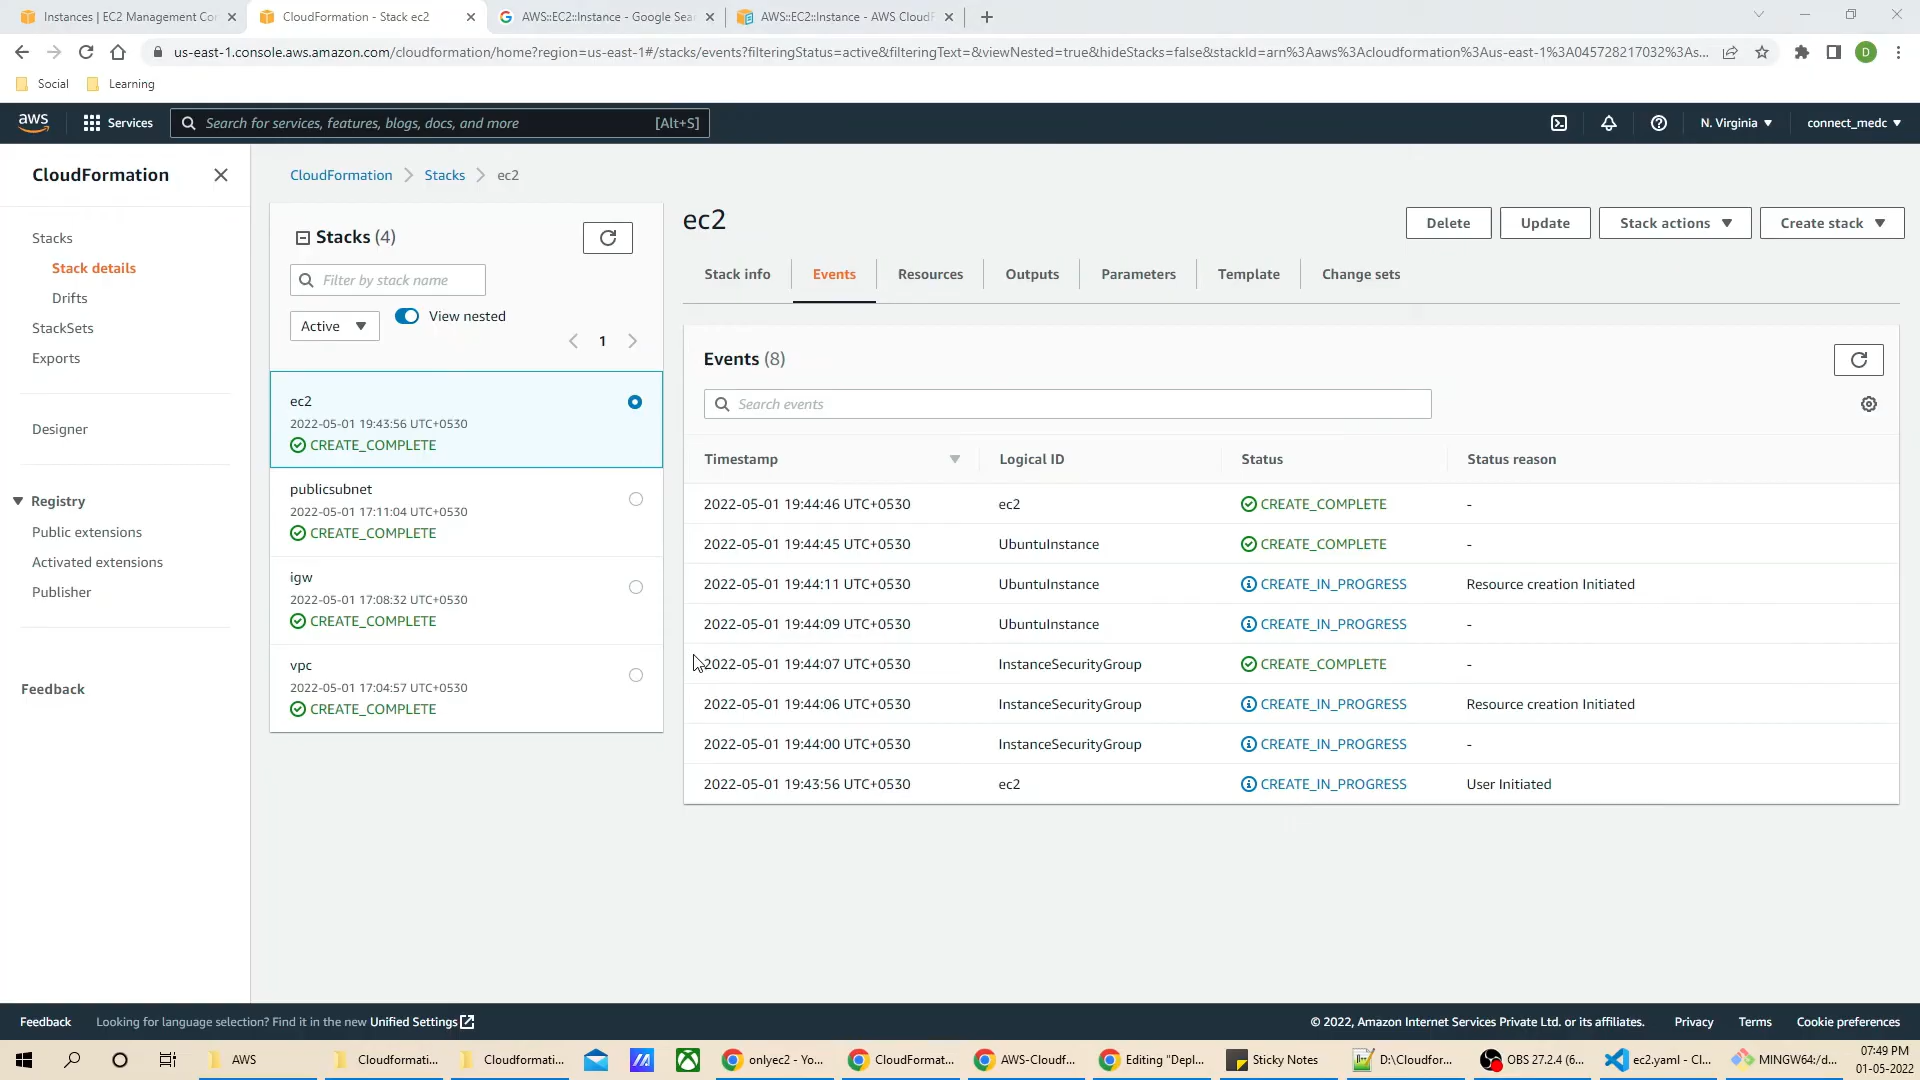 Instances | EC2 Management Con
CloudFormation - Stack ec2
AWS::EC2::Instance - Google Sea
AWS::EC2::Instance - AWS CloudF
us-east-1.console.aws.amazon.com/cloudformation/home?region=us-east-1#/stacks/events?filteringStatus=active&filteringText=&viewNested=true&hideStacks=false&stackId=arn%3Aaws%3Acloudformation%3Aus-east-1%3A045728217032%3As...
D
Social
Learning
aws
Services
Search for services, features, blogs, docs, and more
[Alt+S]
N. Virginia
connect_medc
CloudFormation
Stacks
Stack details
Drifts
StackSets
Exports
Designer
Registry
Public extensions
Activated extensions
Publisher
Feedback
CloudFormation
Stacks
ec2
Stacks (4)
Filter by stack name
Active
View nested
1
ec2
2022-05-01 19:43:56 UTC+0530
CREATE_COMPLETE
publicsubnet
2022-05-01 17:11:04 UTC+0530
CREATE_COMPLETE
igw
2022-05-01 17:08:32 UTC+0530
CREATE_COMPLETE
vpc
2022-05-01 17:04:57 UTC+0530
CREATE_COMPLETE
ec2
Delete
Update
Stack actions
Create stack
Stack info
Events
Resources
Outputs
Parameters
Template
Change sets
Events (8)
Search events
Timestamp Logical ID Status Status reason
2022-05-01 19:44:46 UTC+0530 ec2 CREATE_COMPLETE -
2022-05-01 19:44:45 UTC+0530 UbuntuInstance CREATE_COMPLETE -
2022-05-01 19:44:11 UTC+0530 UbuntuInstance CREATE_IN_PROGRESS Resource creation Initiated
2022-05-01 19:44:09 UTC+0530 UbuntuInstance CREATE_IN_PROGRESS -
2022-05-01 19:44:07 UTC+0530 InstanceSecurityGroup CREATE_COMPLETE -
2022-05-01 19:44:06 UTC+0530 InstanceSecurityGroup CREATE_IN_PROGRESS Resource creation Initiated
2022-05-01 19:44:00 UTC+0530 InstanceSecurityGroup CREATE_IN_PROGRESS -
2022-05-01 19:43:56 UTC+0530 ec2 CREATE_IN_PROGRESS User Initiated
Feedback
Looking for language selection? Find it in the new Unified Settings
© 2022, Amazon Internet Services Private Ltd. or its affiliates.
Privacy
Terms
Cookie preferences
AWS
Cloudformati...
Cloudformati...
onlyec2 - Yo...
CloudFormat...
AWS-Cloudf...
Editing "Depl...
Sticky Notes
D:\Cloudfor...
OBS 27.2.4 (6...
ec2.yaml - Cl...
MINGW64:/d...
07:49 PM
01-05-2022